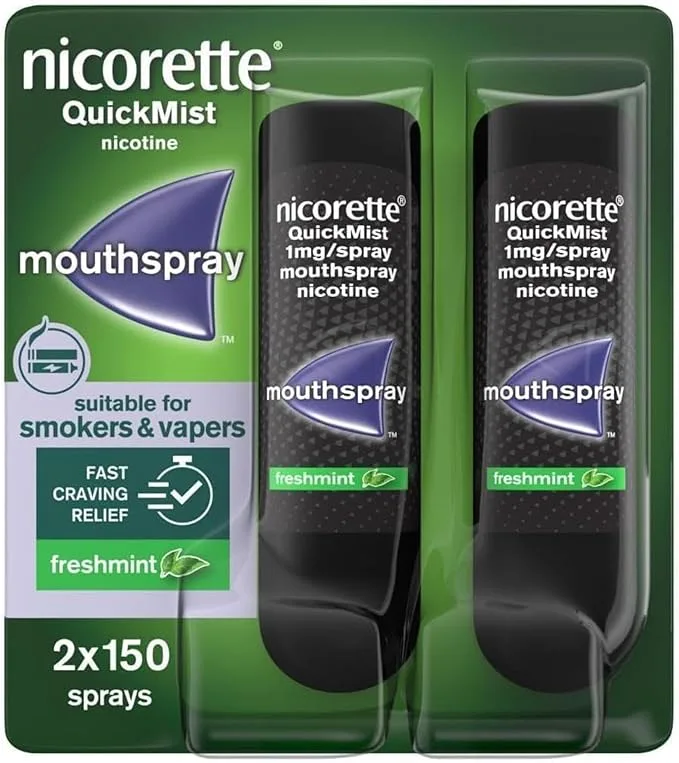 nicorette®
QuickMist
nicotine
mouthspray
™
suitable for
smokers & vapers
FAST
CRAVING
RELIEF
freshmint
2x150
sprays
nicorette®
QuickMist
1mg/spray
mouthspray
nicotine
mouthspray
™
freshmint
nicorette®
QuickMist
1mg/spray
mouthspray
nicotine
mouthspray
™
freshmint